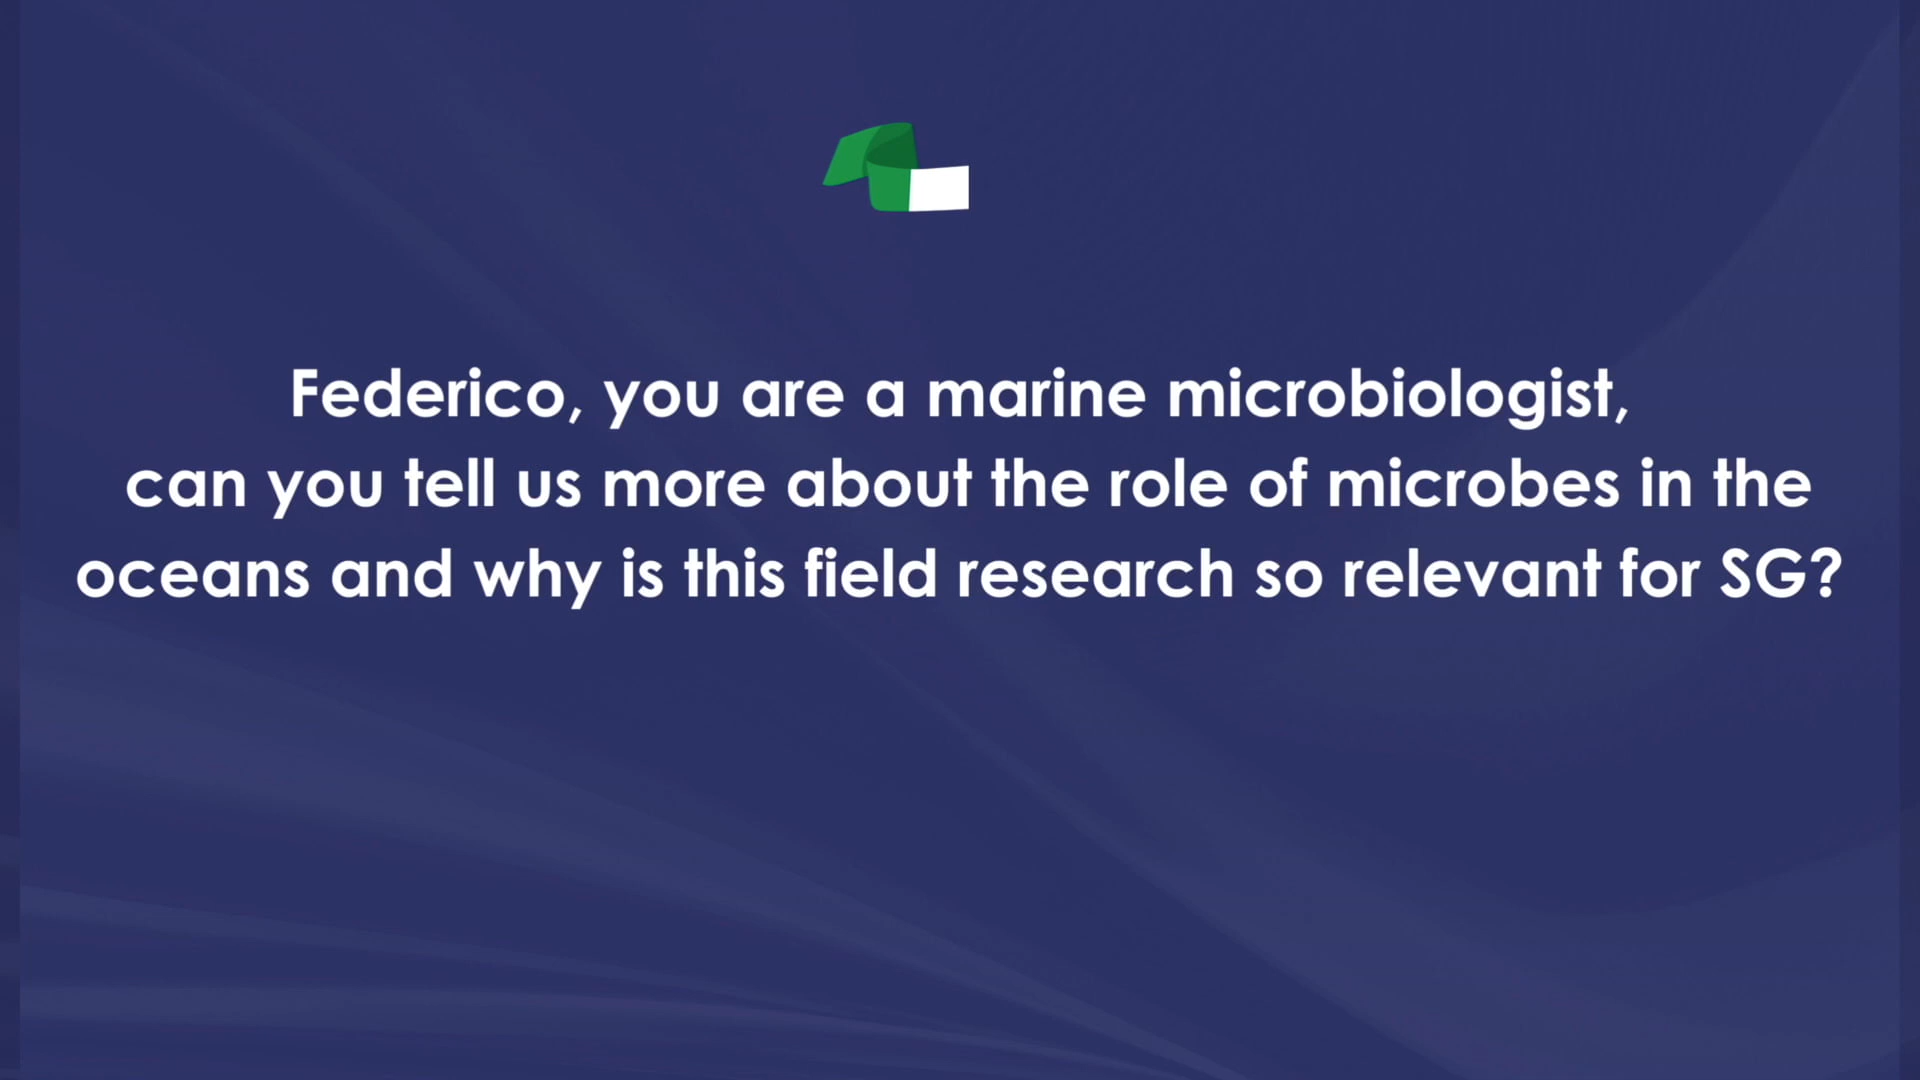 Federico, you are a marine microbiologist,
can you tell us more about the role of microbes in the
oceans and why is this field research so relevant for SG?